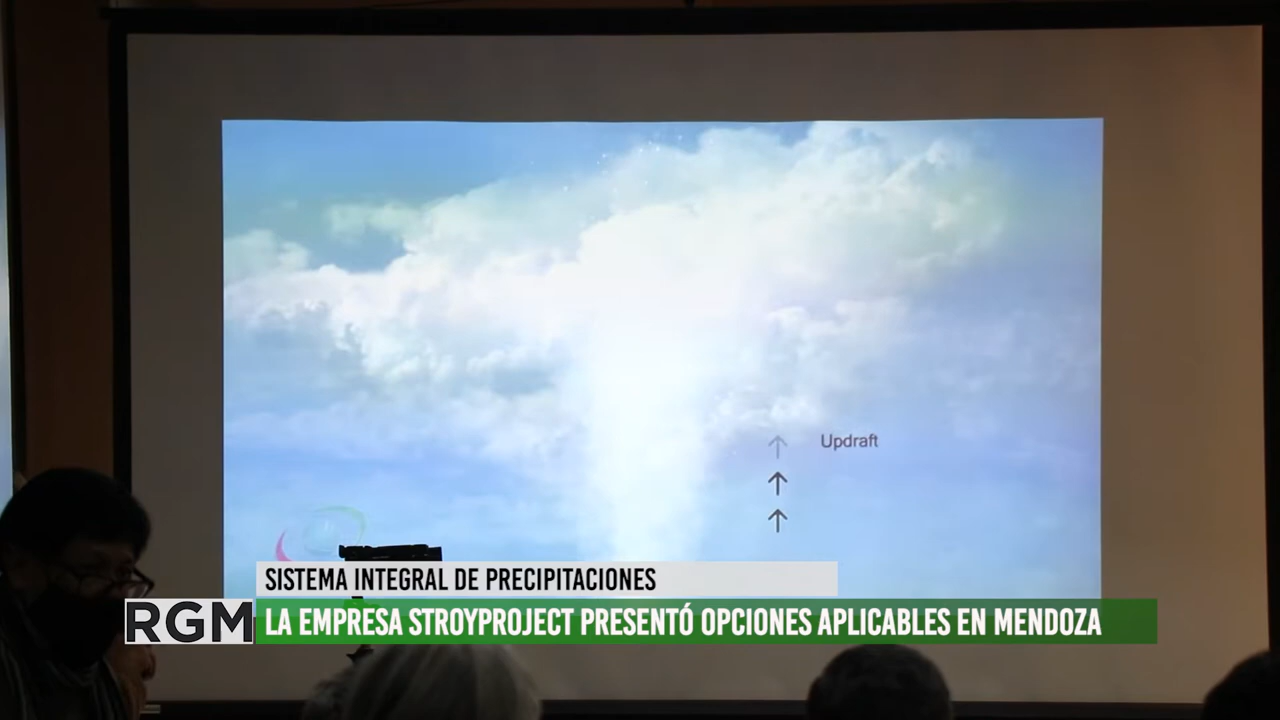 Updraft
SISTEMA INTEGRAL DE PRECIPITACIONES
RGM
LA EMPRESA STROYPROJECT PRESENTÓ OPCIONES APLICABLES EN MENDOZA